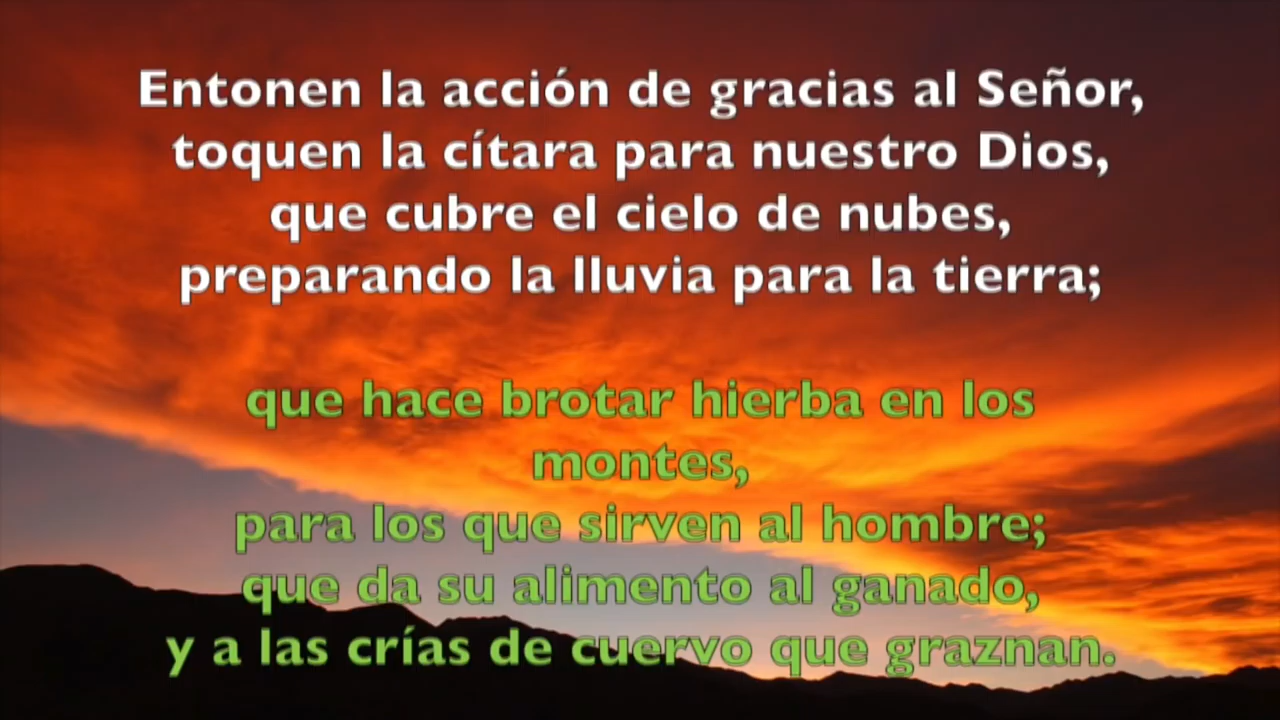 Entonen la acción de gracias al Señor,
toquen la cítara para nuestro Dios,
que cubre el cielo de nubes,
preparando la lluvia para la tierra;
que hace brotar hierba en los
montes,
para los que sirven al hombre;
que da su alimento al ganado,
y a las crías de cuervo que graznan.